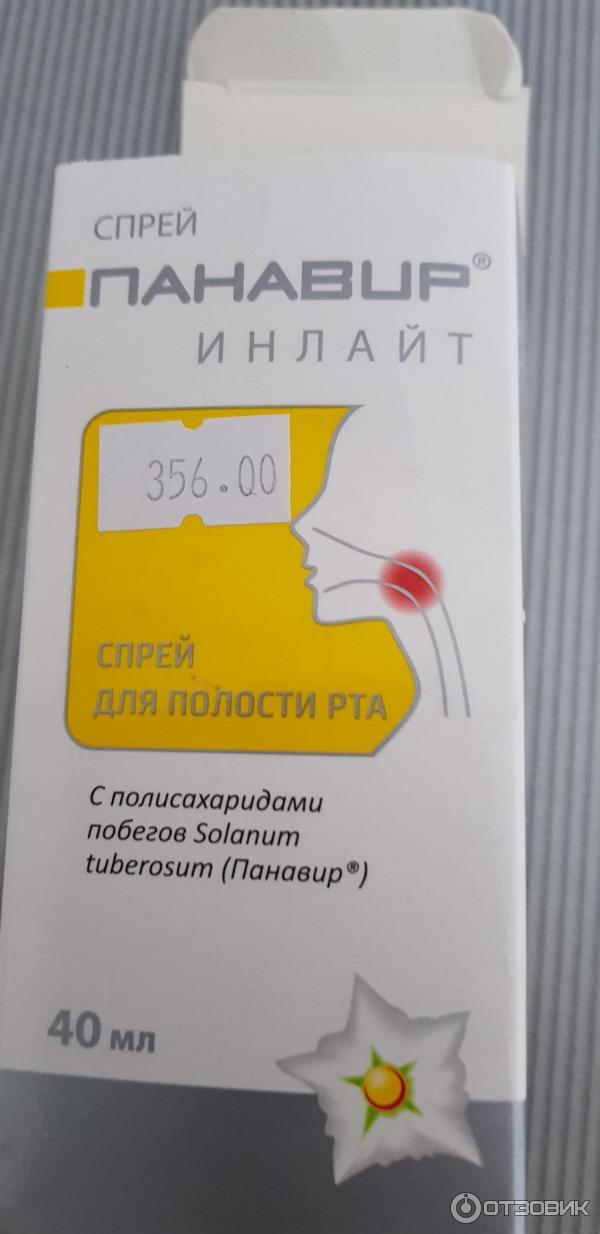 СПРЕЙ
ПАНАВИР®
ИНЛАЙТ
356.00
СПРЕЙ
ДЛЯ ПОЛОСТИ РТА
С полисахаридами
побегов Solanum
tuberosum (Панавир®)
40 мл
ОТЗОВИК